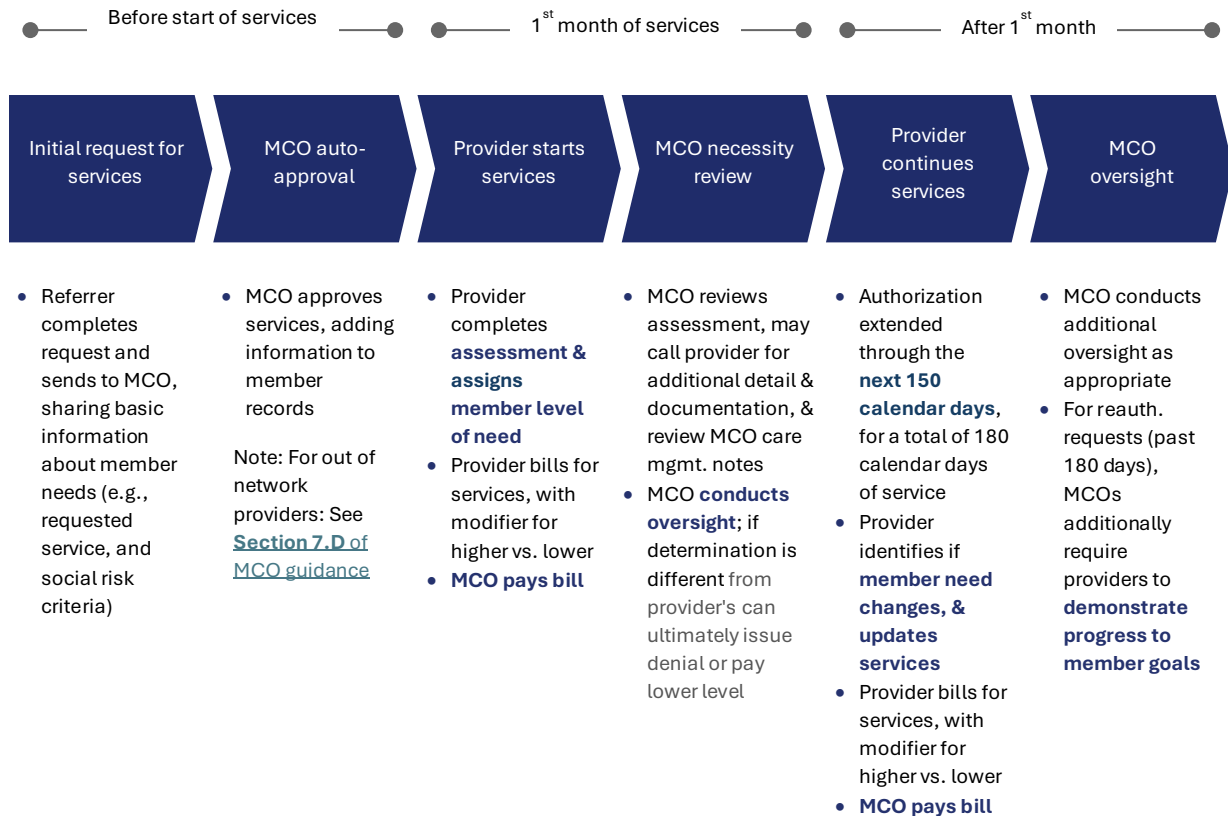 Before start of services
1st month of services
After 1st month
Initial request for
services
MCO auto-
approval
Provider starts
services
MCO necessity
review
Provider
continues
services
MCO
oversight
• Referrer
completes
request and
sends to MCO,
sharing basic
information
about member
needs (e.g.,
requested
service, and
social risk
criteria)
• MCO approves
services, adding
information to
member
records
Note: For out of
network
providers: See
Section 7.D of
MCO guidance
• Provider
completes
assessment &
assigns
member level
of need
• Provider bills for
services, with
modifier for
higher vs. lower
• MCO pays bill
• MCO reviews
assessment, may
call provider for
additional detail &
documentation, &
review MCO care
mgmt. notes
• MCO conducts
oversight; if
determination is
different from
provider's can
ultimately issue
denial or pay
lower level
• Authorization
extended
through the
next 150
calendar days,
for a total of 180
calendar days
of service
• Provider
identifies if
member need
changes, &
updates
services
• Provider bills for
services, with
modifier for
higher vs. lower
• MCO pays bill
• MCO conducts
additional
oversight as
appropriate
• For reauth.
requests (past
180 days),
MCOs
additionally
require
providers to
demonstrate
progress to
member goals